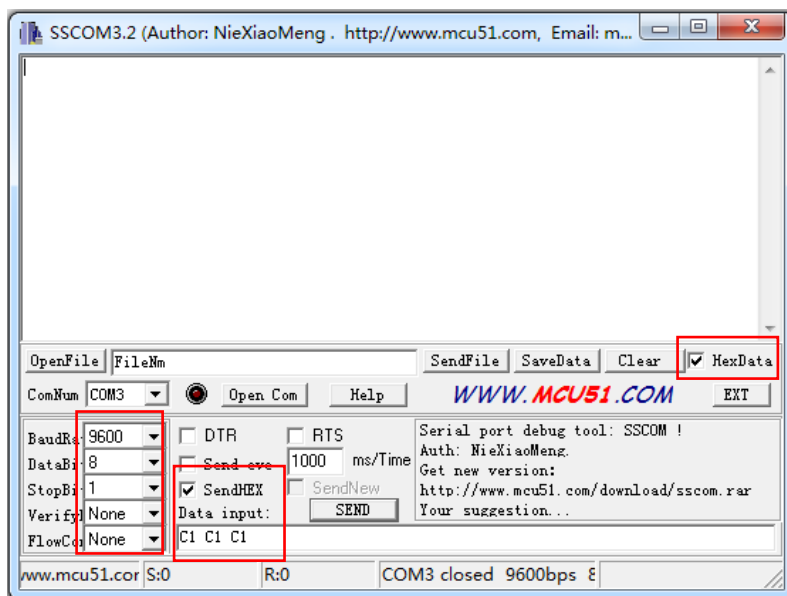 SSCOM3.2 (Author: NieXiaoMeng . http://www.mcu51.com, Email: m...
OpenFile FileNm SendFile SaveData Clear HexData
ComNum COM3 Open Com Help WWW.MCU51.COM EXT
BaudRa 9600 DTR RTS
DataBi 8 Send eve 1000 ms/Time
StopBi 1 SendHEX SendNew
Verify None Data input: SEND
FlowCo None C1 C1 C1
Serial port debug tool: SSCOM !
Auth: NieXiaoMeng.
Get new version:
http://www.mcu51.com/download/sscom.rar
Your suggestion...
www.mcu51.cor S:0 R:0 COM3 closed 9600bps 8